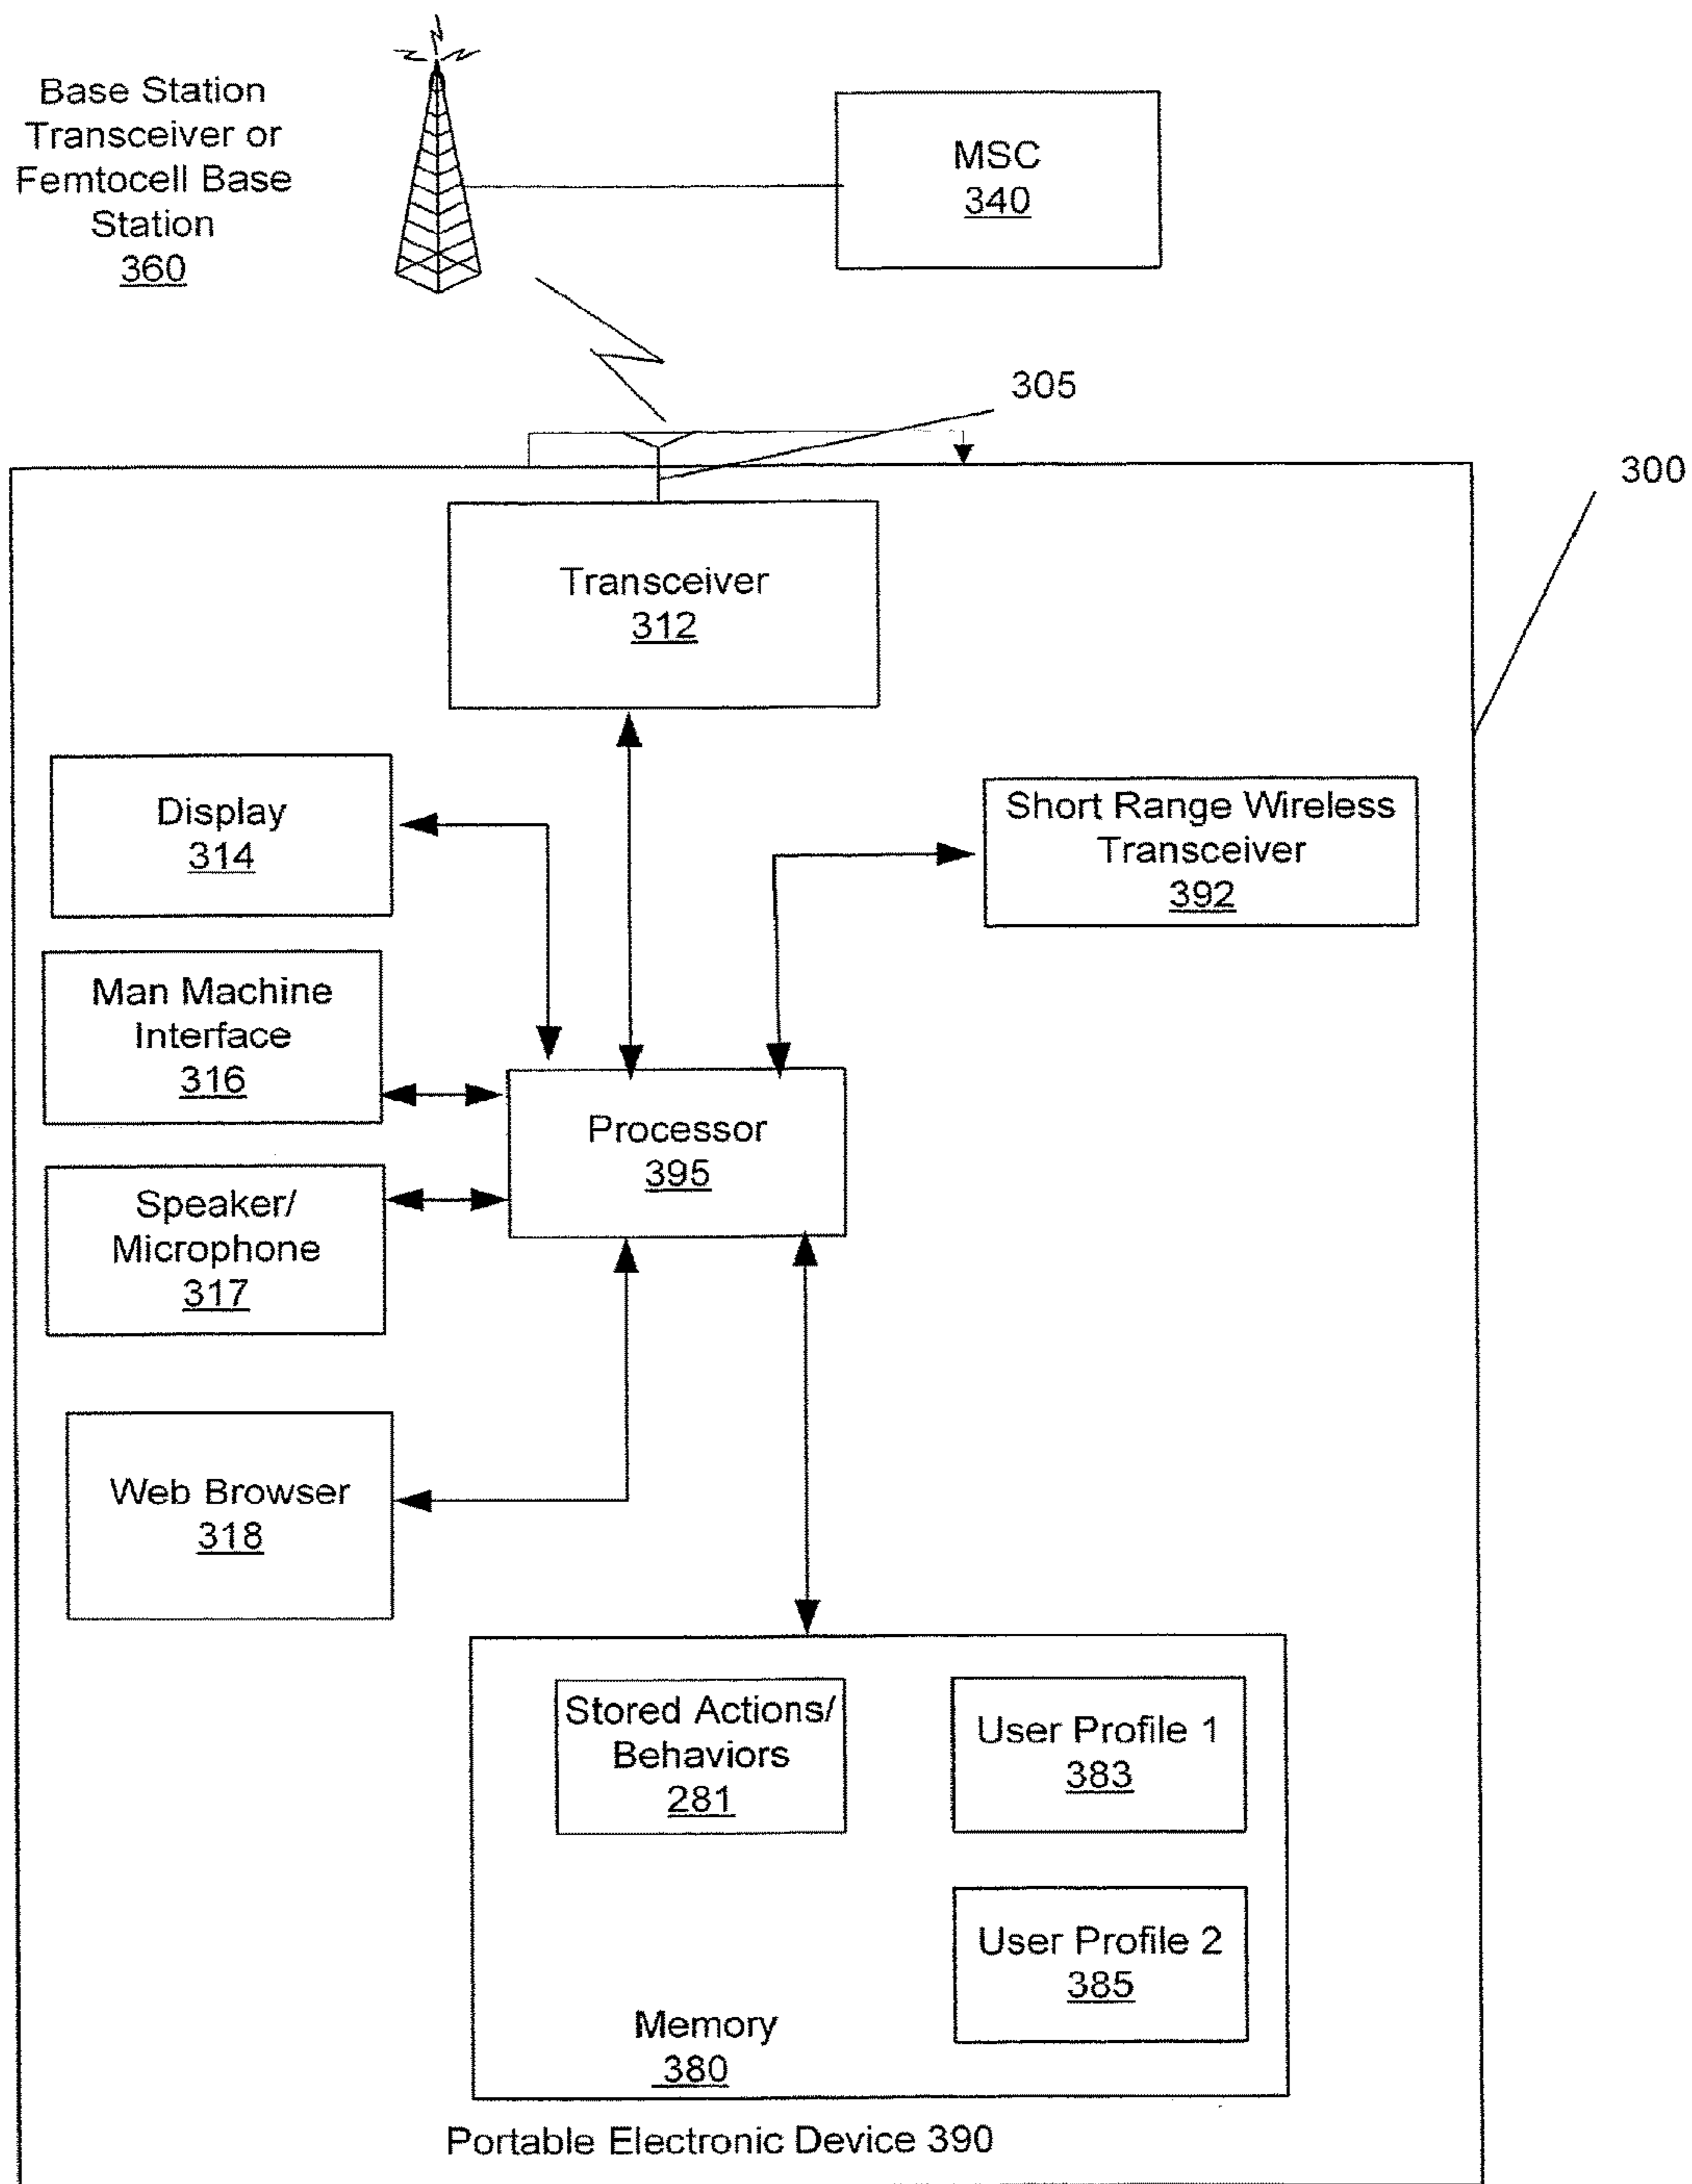 Base Station
Transceiver or
Femtocell Base
Station
360
MSC
340
305
300
Transceiver
312
Display
314
Short Range Wireless
Transceiver
392
Man Machine
Interface
316
Processor
395
Speaker/
Microphone
317
Web Browser
318
Stored Actions/
Behaviors
281
User Profile 1
383
User Profile 2
385
Memory
380
Portable Electronic Device 390